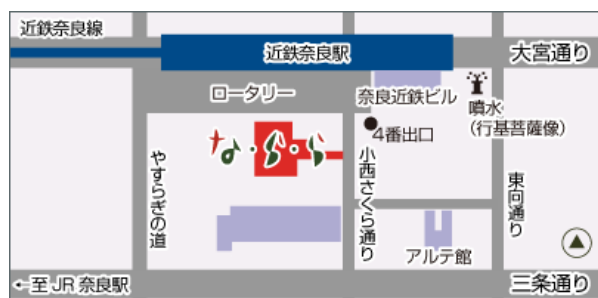 近鉄奈良線
近鉄奈良駅
大宮通り
ロータリー
奈良近鉄ビル
噴水
(行基菩薩像)
4番出口
な・ら・ら
やすらぎの道
小西さくら通り
東向通り
アルテ館
←至JR奈良駅
三条通り